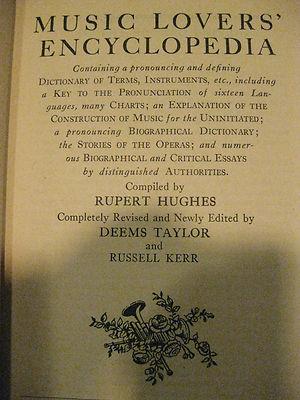 MUSIC LOVERS'
ENCYCLOPEDIA
Containing a pronouncing and defining
DICTIONARY OF TERMS, INSTRUMENTS, etc., including
a KEY TO THE PRONUNCIATION of sixteen Lan-
guages, many CHARTS; an EXPLANATION OF THE
CONSTRUCTION OF MUSIC for the UNINITIATED;
a pronouncing BIOGRAPHICAL DICTIONARY;
the STORIES OF THE OPERAS; and numer-
ous BIOGRAPHICAL and CRITICAL ESSAYS
by distinguished AUTHORITIES.
Compiled by
RUPERT HUGHES
Completely Revised and Newly Edited by
DEEMS TAYLOR
and
RUSSELL KERR